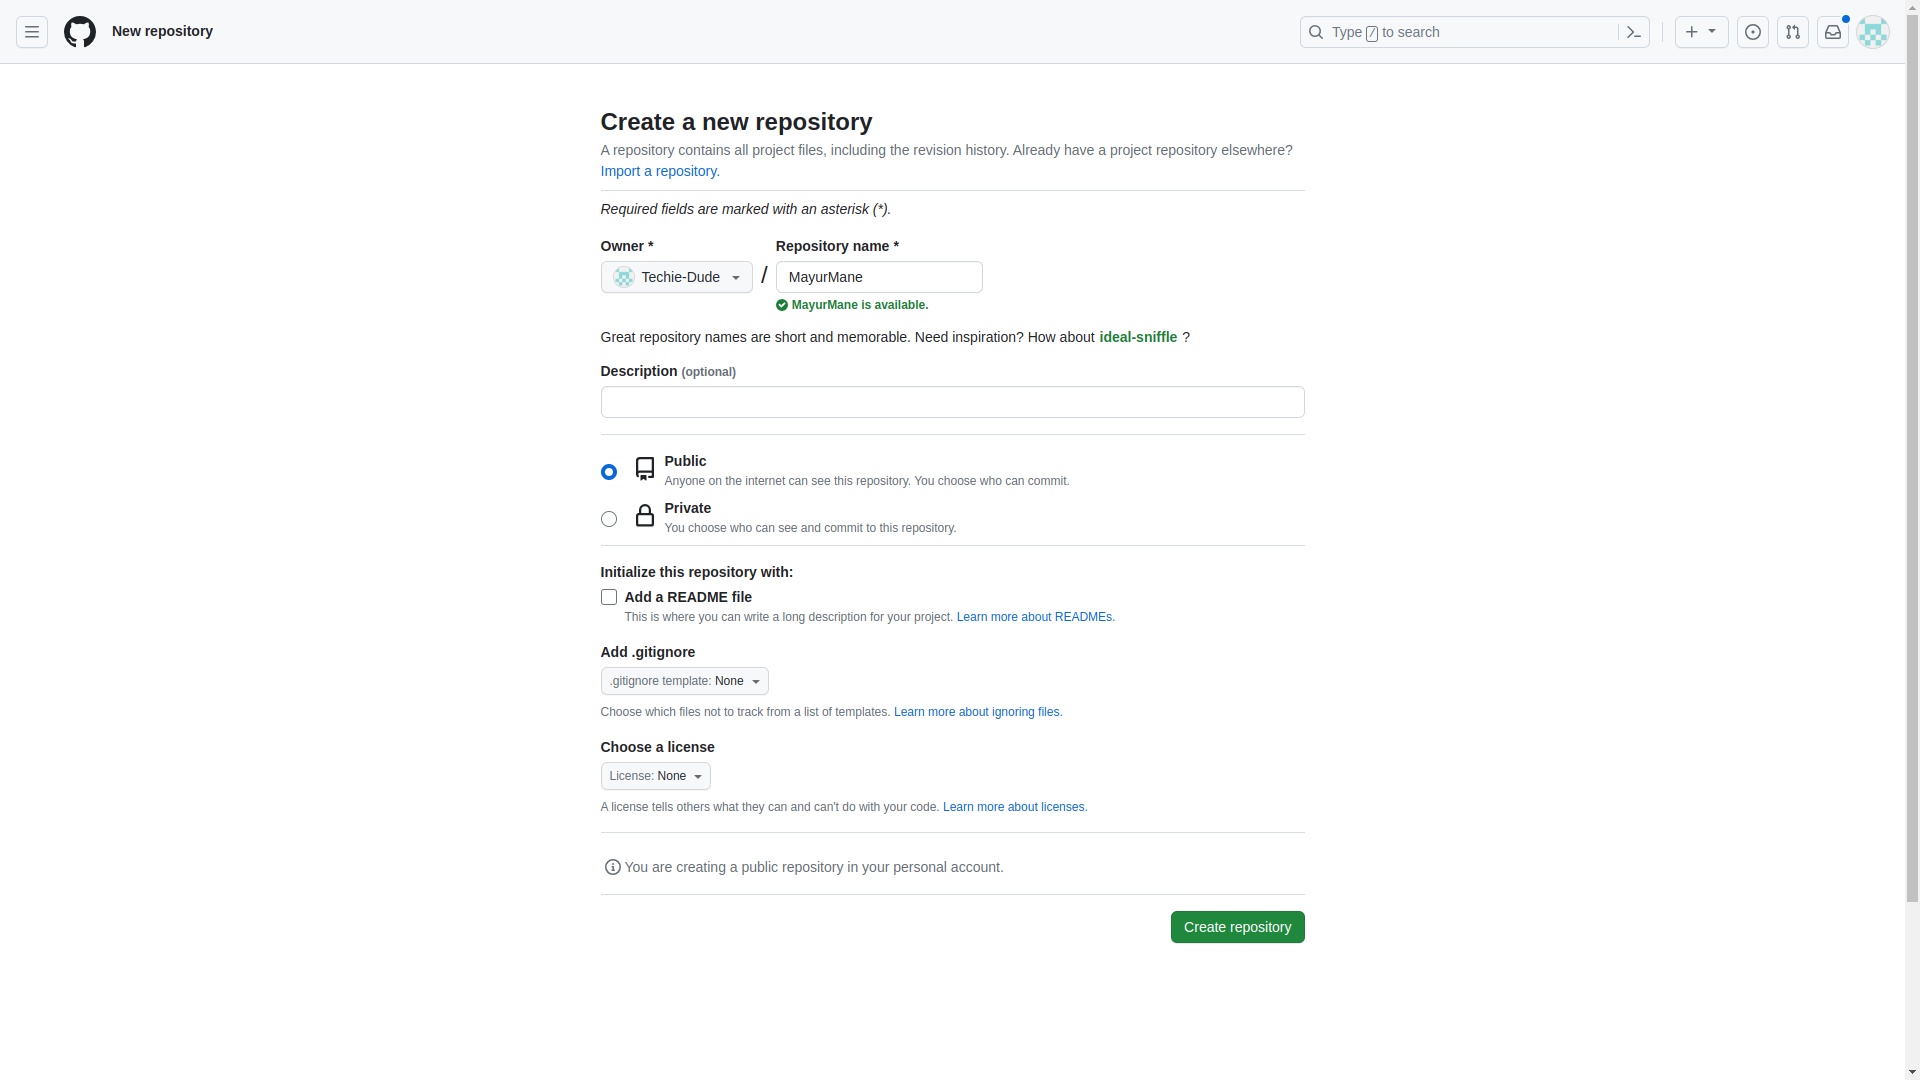 New repository
Type / to search
Create a new repository
A repository contains all project files, including the revision history. Already have a project repository elsewhere?
Import a repository.
Required fields are marked with an asterisk (*).
Owner *
Repository name *
Techie-Dude
/
MayurMane
MayurMane is available.
Great repository names are short and memorable. Need inspiration? How about ideal-sniffle ?
Description (optional)
Public
Anyone on the internet can see this repository. You choose who can commit.
Private
You choose who can see and commit to this repository.
Initialize this repository with:
Add a README file
This is where you can write a long description for your project. Learn more about READMEs.
Add .gitignore
.gitignore template: None
Choose which files not to track from a list of templates. Learn more about ignoring files.
Choose a license
License: None
A license tells others what they can and can't do with your code. Learn more about licenses.
You are creating a public repository in your personal account.
Create repository